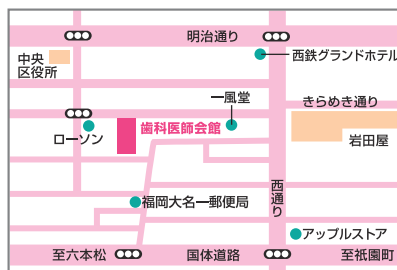 明治通り
西鉄グランドホテル
中央
区役所
一風堂
きらめき通り
歯科医師会館
ローソン
岩田屋
西通り
福岡大名一郵便局
アップルストア
至六本松
国体道路
至祇園町